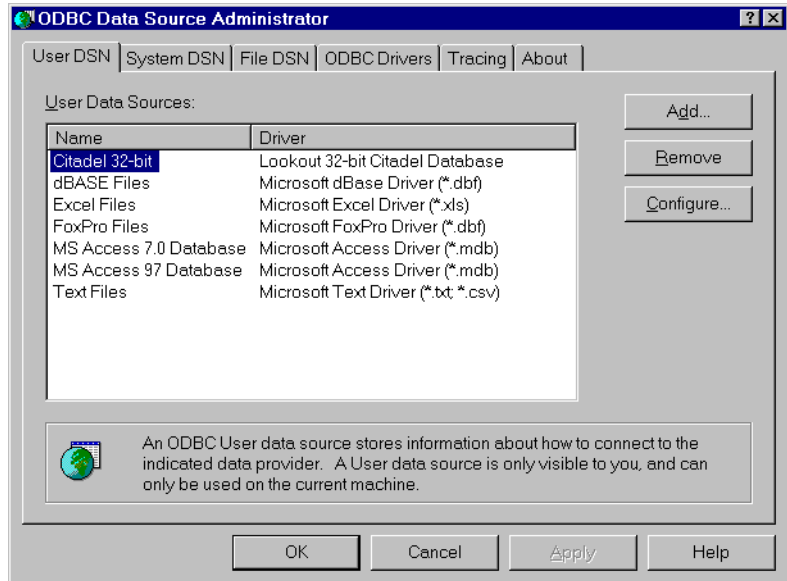 ODBC Data Source Administrator
User DSN System DSN File DSN ODBC Drivers Tracing About
User Data Sources:
Name Driver
Citadel 32-bit Lookout 32-bit Citadel Database
dBASE Files Microsoft dBase Driver (*.dbf)
Excel Files Microsoft Excel Driver (*.xls)
FoxPro Files Microsoft FoxPro Driver (*.dbf)
MS Access 7.0 Database Microsoft Access Driver (*.mdb)
MS Access 97 Database Microsoft Access Driver (*.mdb)
Text Files Microsoft Text Driver (*.txt; *.csv)
Add...
Remove
Configure...
An ODBC User data source stores information about how to connect to the
indicated data provider. A User data source is only visible to you, and can
only be used on the current machine.
OK Cancel Apply Help